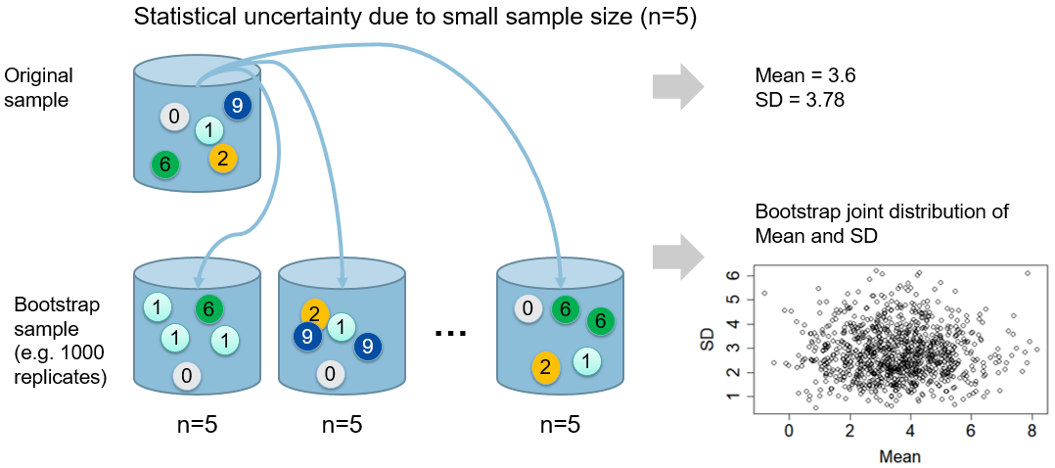 Statistical uncertainty due to small sample size (n=5)
Original
sample
0
9
1
6
2
Mean = 3.6
SD = 3.78
Bootstrap
sample
(e.g. 1000
replicates)
1
6
1
1
0
n=5
2
1
9
9
0
n=5
...
0
6
6
2
1
n=5
Bootstrap joint distribution of
Mean and SD
SD
6
5
4
3
2
1
0 2 4 6 8
Mean